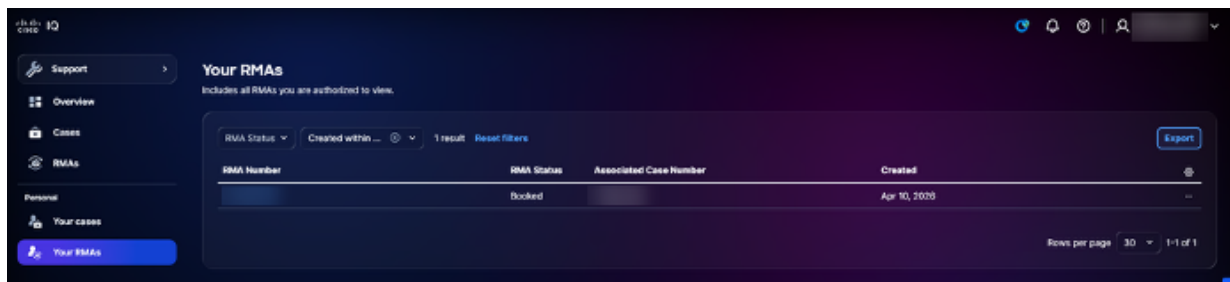 cisco IQ
Support
Overview
Cases
RMAs
Personal
Your cases
Your RMAs
Your RMAs
Includes all RMAs you are authorized to view.
RMA Status Created within ... 1 result Reset filters Export
RMA Number RMA Status Associated Case Number Created
Booked Apr 10, 2026
Rows per page 30 1-1 of 1